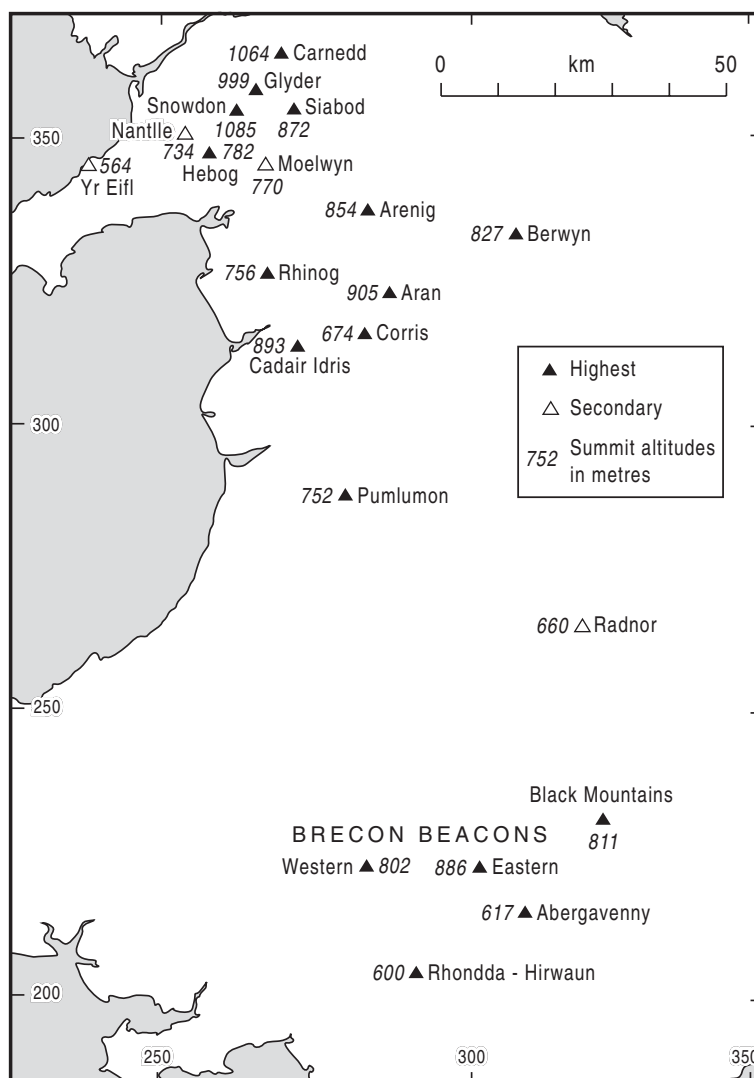 1064 Carnedd
0 km 50
999 Glyder
Snowdon Siabod
1085 872
Nantlle
350
734 782
Hebog
Moelwyn
770
564
Yr Eifl
854 Arenig
827 Berwyn
756 Rhinog
905 Aran
674 Corris
893
Cadair Idris
Highest
Secondary
752 Summit altitudes
in metres
300
752 Pumlumon
660 Radnor
250
Black Mountains
811
BRECON BEACONS
Western 802 886 Eastern
617 Abergavenny
600 Rhondda - Hirwaun
200
250 300 350